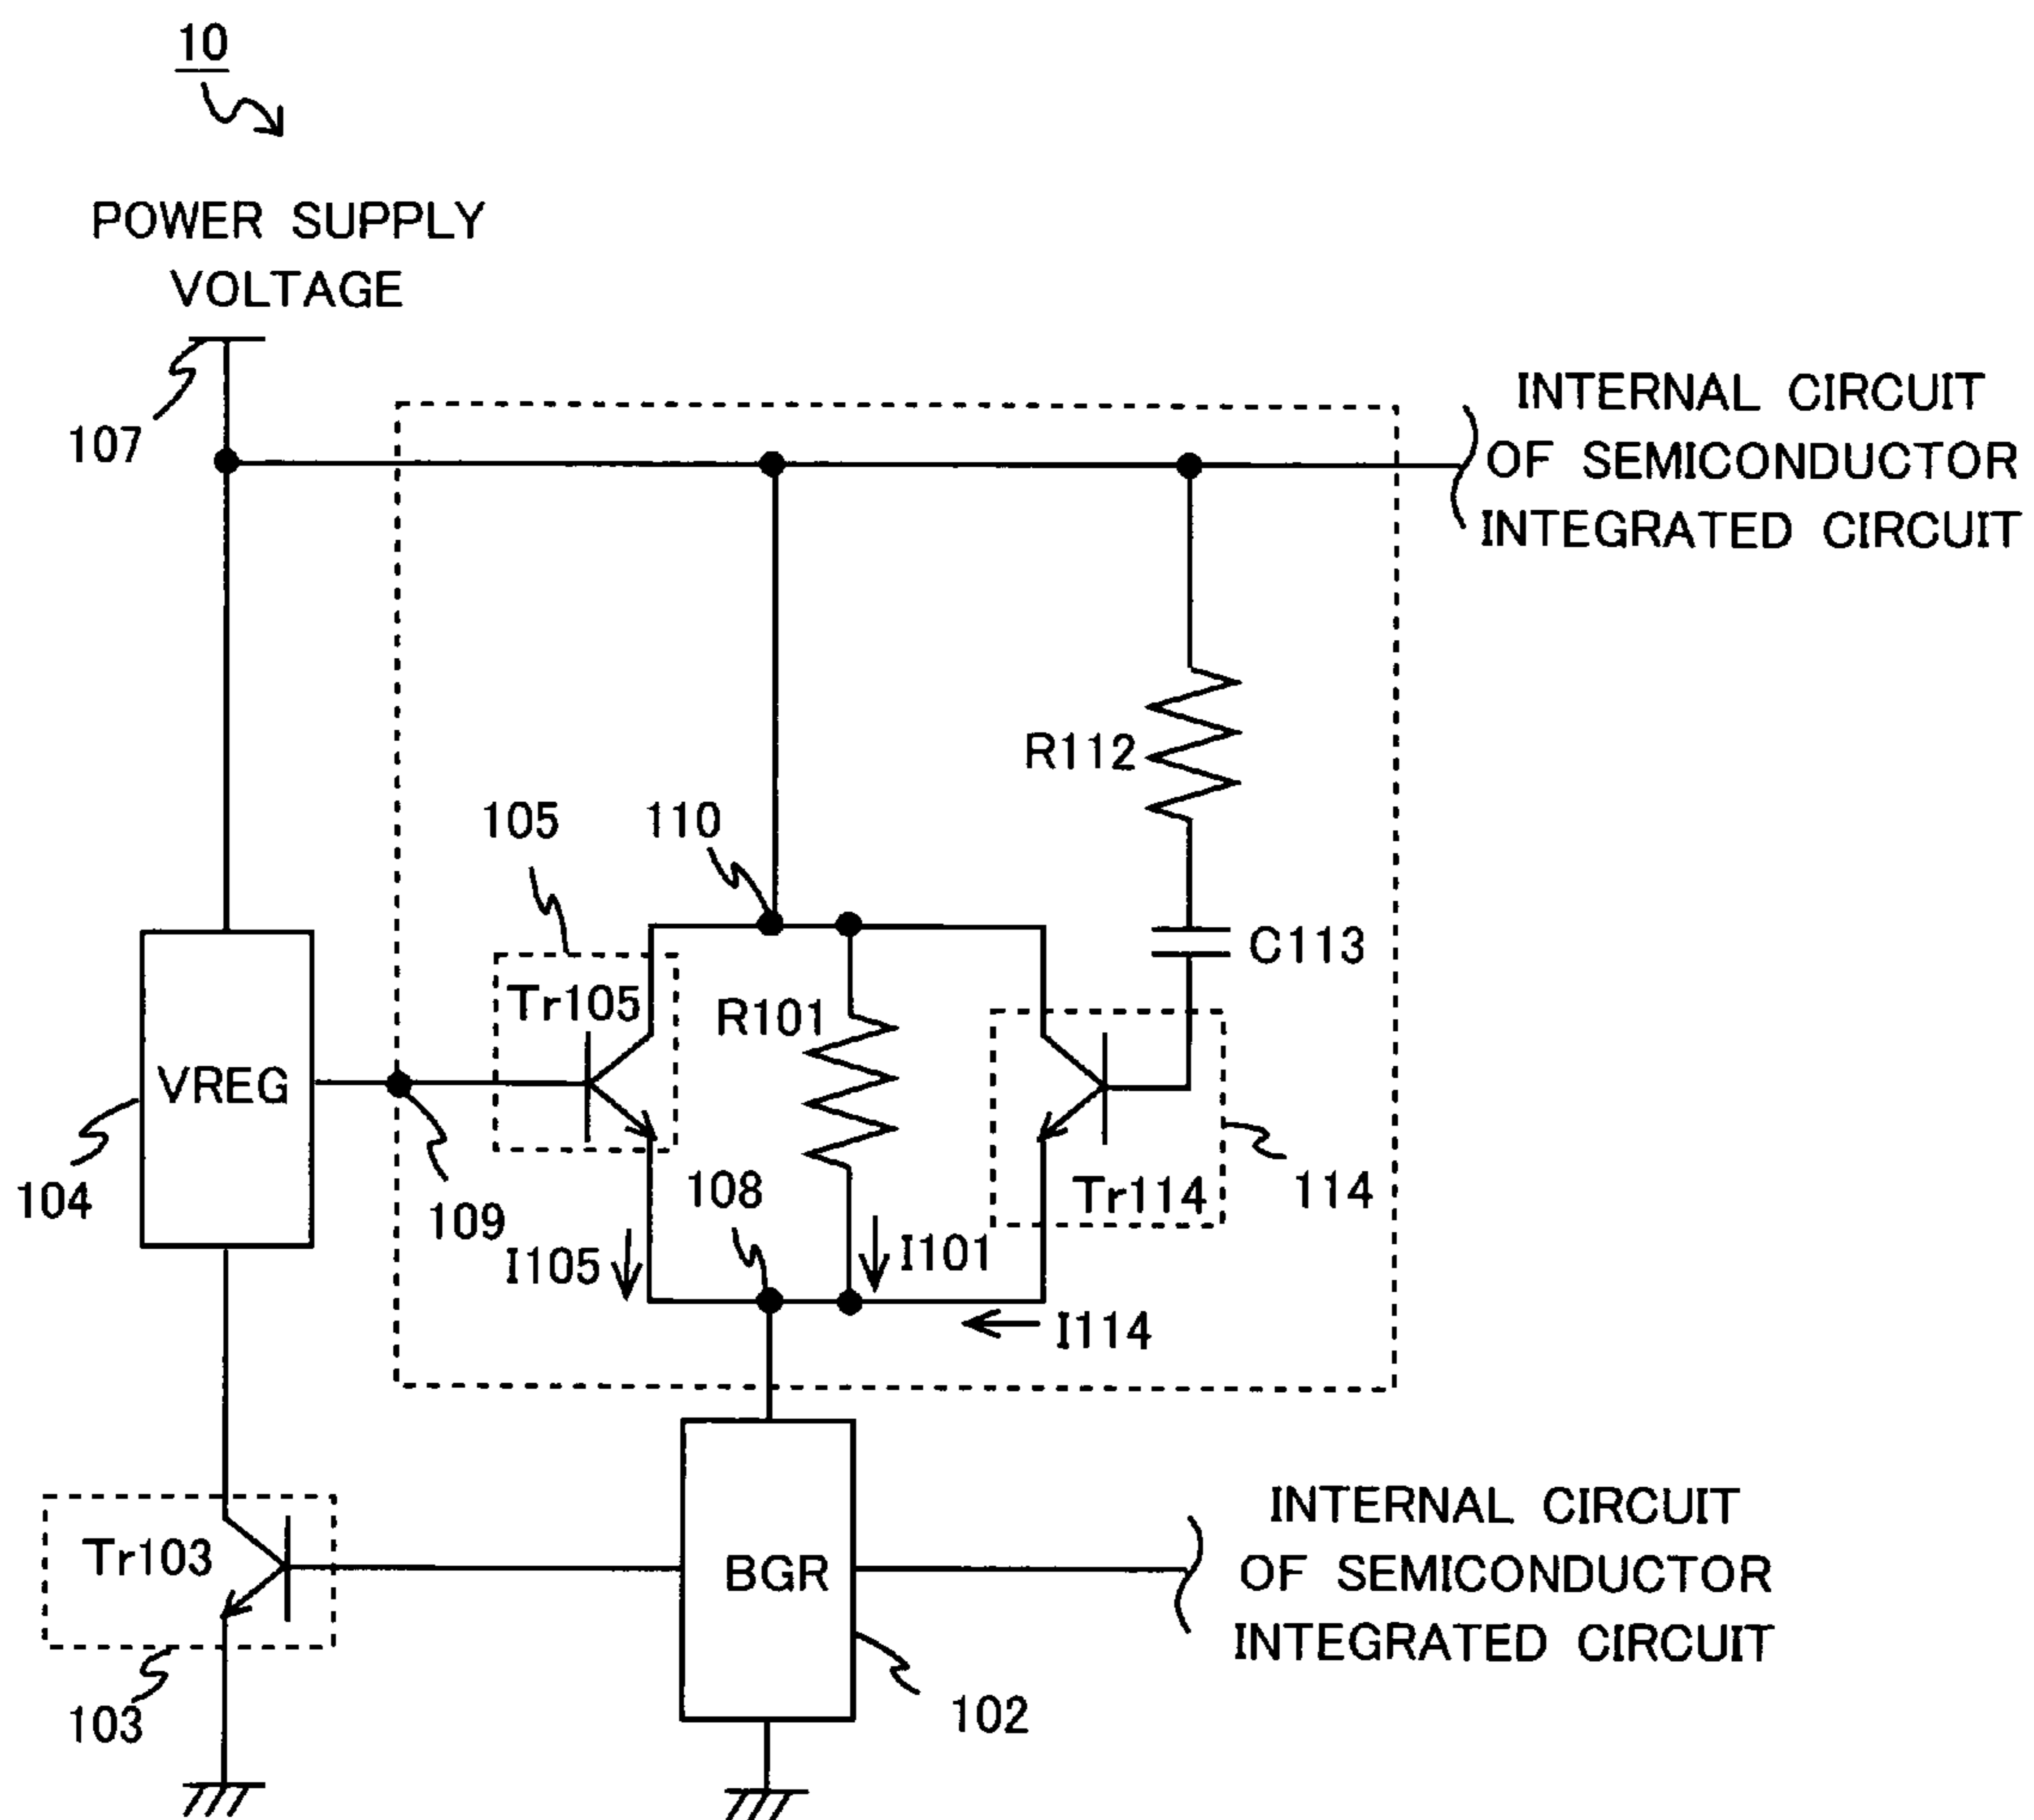 10
POWER SUPPLY
VOLTAGE
107
INTERNAL CIRCUIT
OF SEMICONDUCTOR
INTEGRATED CIRCUIT
R112
105
110
C113
Tr105
R101
VREG
104
109
108
Tr114
114
I105
I101
I114
Tr103
BGR
INTERNAL CIRCUIT
OF SEMICONDUCTOR
INTEGRATED CIRCUIT
103
102